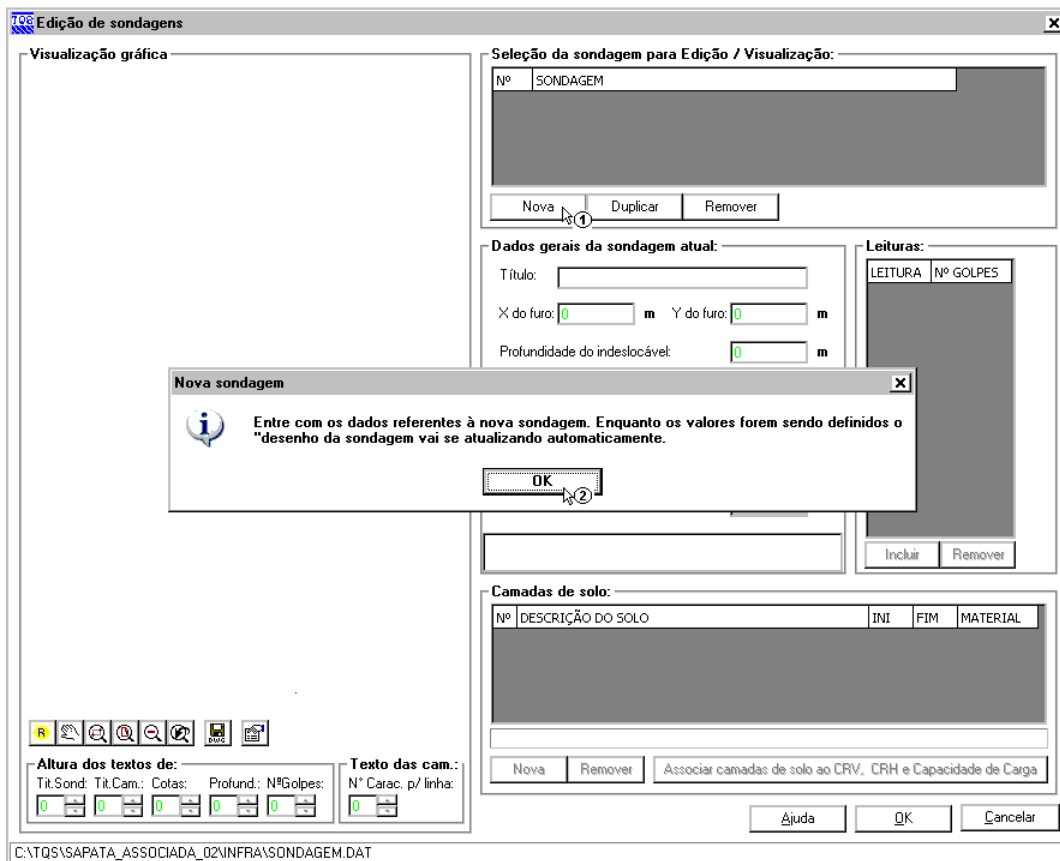 TQS Edição de sondagens
Visualização gráfica
Seleção da sondagem para Edição / Visualização:
Nº SONDAGEM
Nova Duplicar Remover
1
Dados gerais da sondagem atual:
Título:
X do furo: 0 m Y do furo: 0 m
Profundidade do indeslocável: 0 m
Leituras:
LEITURA Nº GOLPES
Nova sondagem
Entre com os dados referentes à nova sondagem. Enquanto os valores forem sendo definidos o
"desenho da sondagem vai se atualizando automaticamente.
OK
2
Incluir Remover
Camadas de solo:
Nº DESCRIÇÃO DO SOLO INI FIM MATERIAL
Nova Remover Associar camadas de solo ao CRV, CRH e Capacidade de Carga
R DWG
Altura dos textos de:
Tit.Sond: Tit.Cam.: Cotas: Profund.: NºGolpes:
0 0 0 0 0
Texto das cam.:
N° Carac. p/ linha:
0
Ajuda OK Cancelar
C:\TQS\SAPATA_ASSOCIADA_02\INFRA\SONDAGEM.DAT